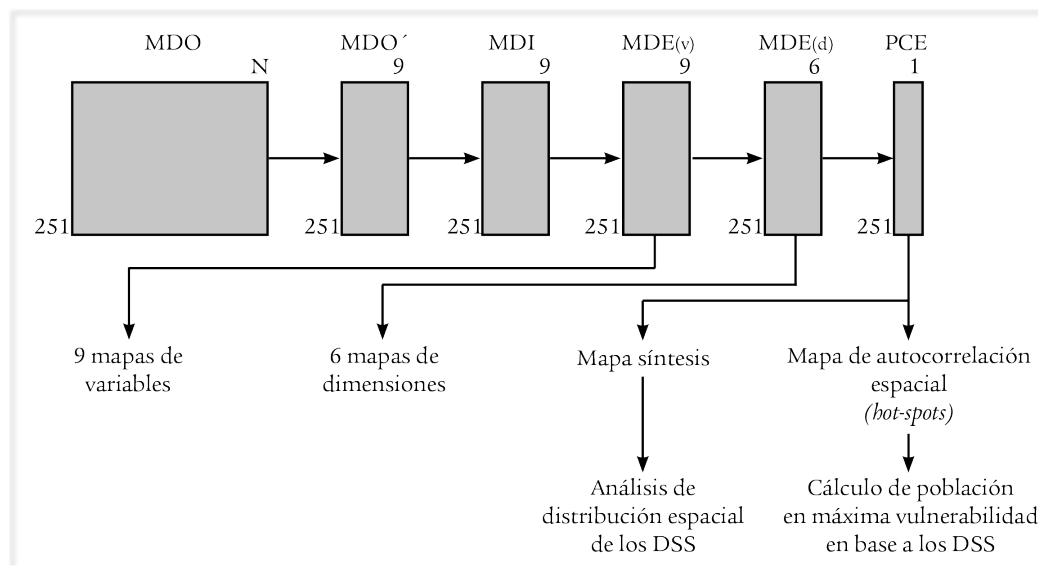 MDO
MDO´
MDI
MDE(v)
MDE(d)
PCE
N
9
9
9
6
1
251
251
251
251
251
251
9 mapas de
variables
6 mapas de
dimensiones
Mapa síntesis
Mapa de autocorrelación
espacial
(hot-spots)
Análisis de
distribución espacial
de los DSS
Cálculo de población
en máxima vulnerabilidad
en base a los DSS